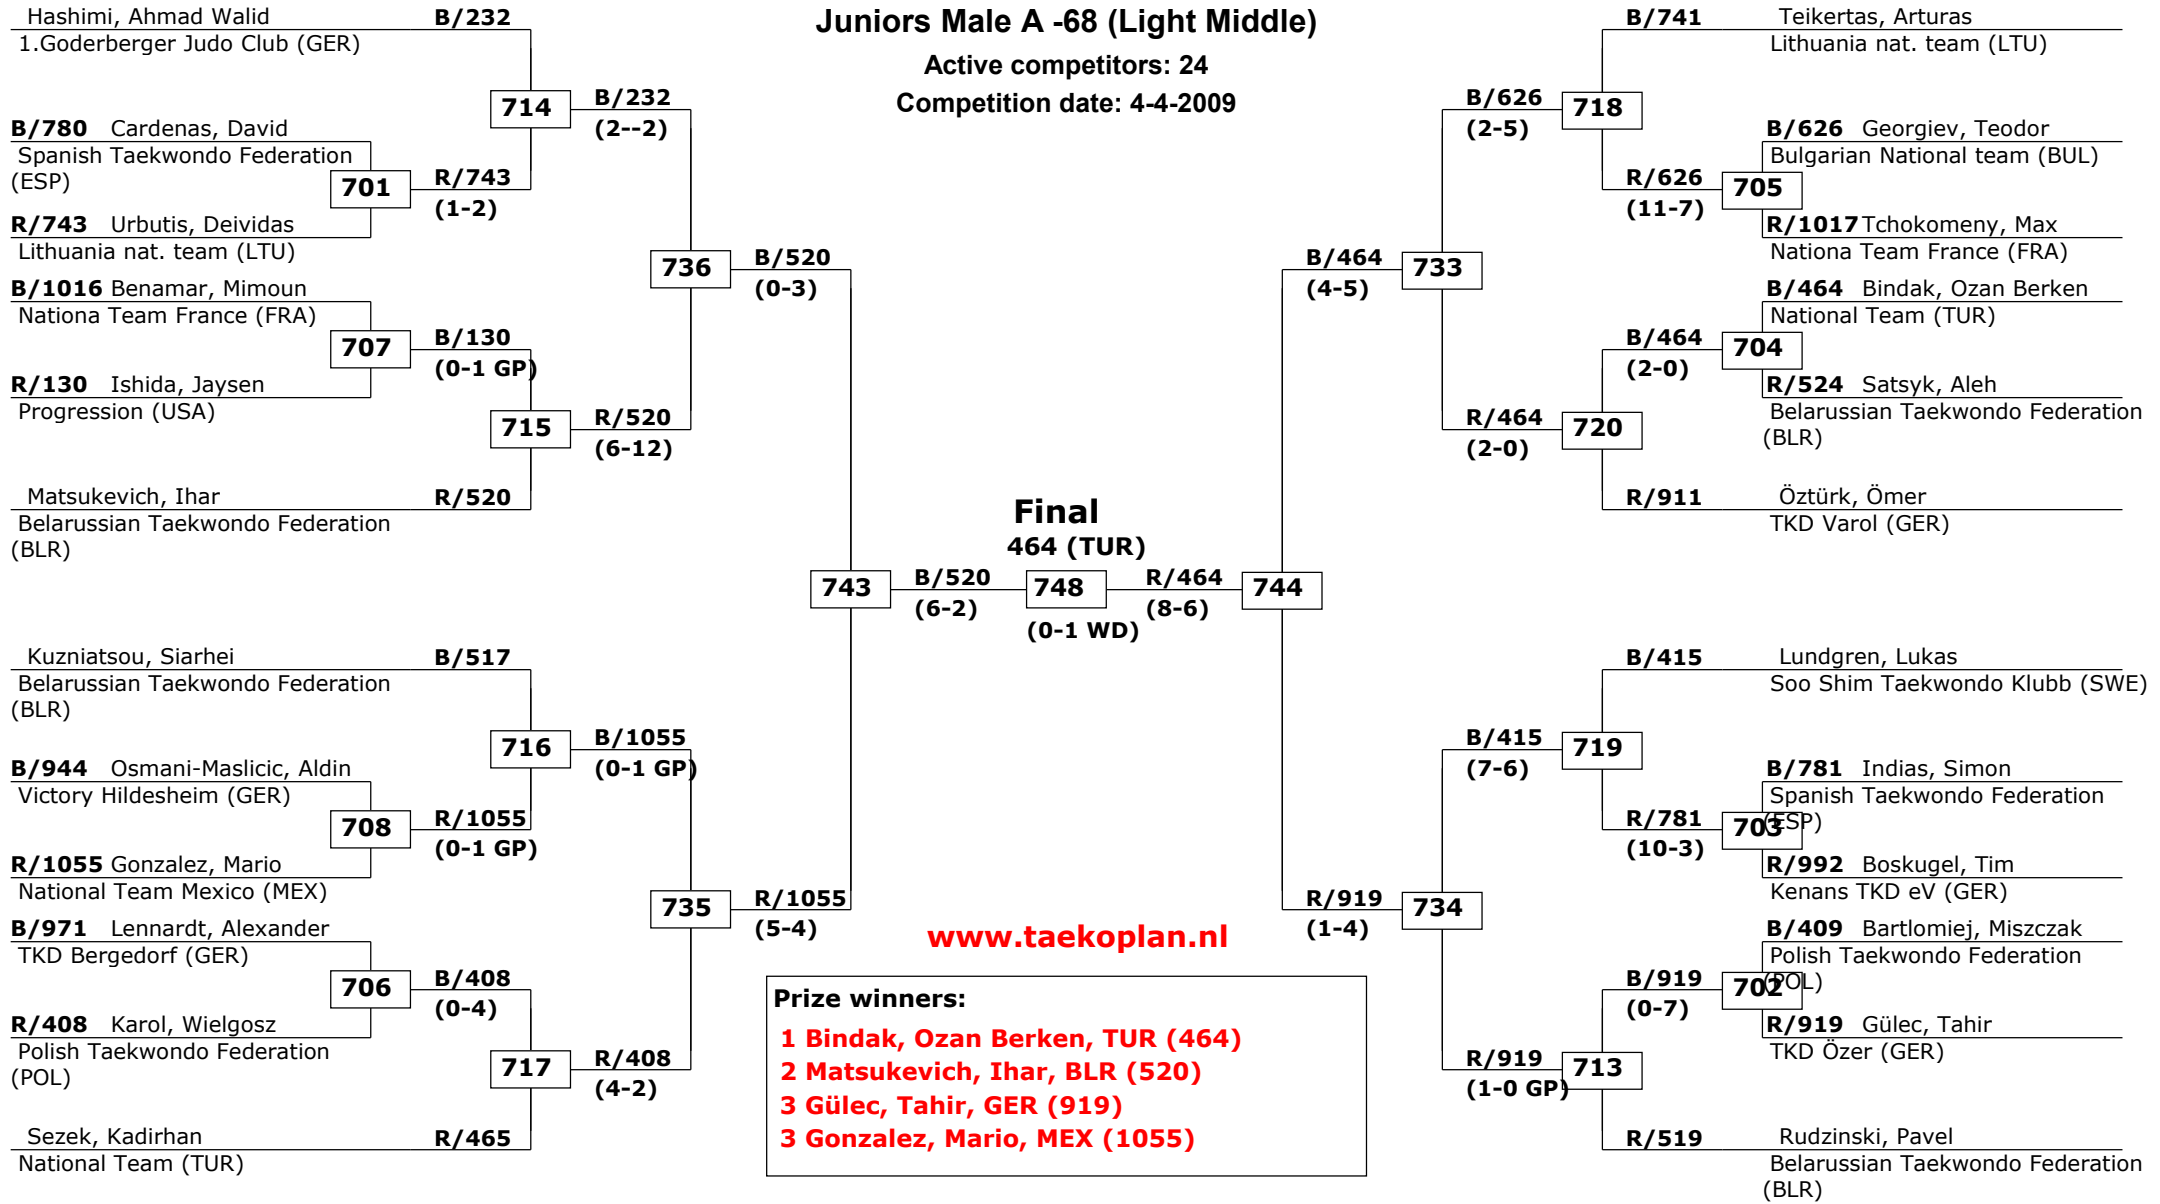 Juniors Male A -68 (Light Middle)
Active competitors: 24
Competition date: 4-4-2009
Hashimi, Ahmad Walid
B/232
1.Goderberger Judo Club (GER)
714
B/232
(2--2)
B/780 Cardenas, David
Spanish Taekwondo Federation
(ESP)
701
R/743
(1-2)
R/743 Urbutis, Deividas
Lithuania nat. team (LTU)
736
B/520
(0-3)
B/1016 Benamar, Mimoun
Nationa Team France (FRA)
707
B/130
(0-1 GP)
R/130 Ishida, Jaysen
Progression (USA)
715
R/520
(6-12)
Matsukevich, Ihar
R/520
Belarussian Taekwondo Federation
(BLR)
743
B/520
(6-2)
Kuzniatsou, Siarhei
B/517
Belarussian Taekwondo Federation
(BLR)
716
B/1055
(0-1 GP)
B/944 Osmani-Maslicic, Aldin
Victory Hildesheim (GER)
708
R/1055
(0-1 GP)
R/1055 Gonzalez, Mario
National Team Mexico (MEX)
735
R/1055
(5-4)
B/971 Lennardt, Alexander
TKD Bergedorf (GER)
706
B/408
(0-4)
R/408 Karol, Wielgosz
Polish Taekwondo Federation
(POL)
717
R/408
(4-2)
Sezek, Kadirhan
R/465
National Team (TUR)
Final
464 (TUR)
748
(0-1 WD)
R/464
(8-6)
744
B/741
Teikertas, Arturas
Lithuania nat. team (LTU)
B/626
(2-5)
718
B/626 Georgiev, Teodor
Bulgarian National team (BUL)
R/626
(11-7)
705
R/1017 Tchokomeny, Max
Nationa Team France (FRA)
B/464
(4-5)
733
B/464 Bindak, Ozan Berken
National Team (TUR)
B/464
(2-0)
704
R/524 Satsyk, Aleh
Belarussian Taekwondo Federation
(BLR)
R/464
(2-0)
720
R/911
Öztürk, Ömer
TKD Varol (GER)
B/415
Lundgren, Lukas
Soo Shim Taekwondo Klubb (SWE)
B/415
(7-6)
719
B/781 Indias, Simon
Spanish Taekwondo Federation
(ESP)
R/781
(10-3)
703
R/992 Boskugel, Tim
Kenans TKD eV (GER)
R/919
(1-4)
734
B/409 Bartlomiej, Miszczak
Polish Taekwondo Federation
(POL)
B/919
(0-7)
702
R/919 Gülec, Tahir
TKD Özer (GER)
R/919
(1-0 GP)
713
R/519
Rudzinski, Pavel
Belarussian Taekwondo Federation
(BLR)
www.taekoplan.nl
Prize winners:
1 Bindak, Ozan Berken, TUR (464)
2 Matsukevich, Ihar, BLR (520)
3 Gülec, Tahir, GER (919)
3 Gonzalez, Mario, MEX (1055)